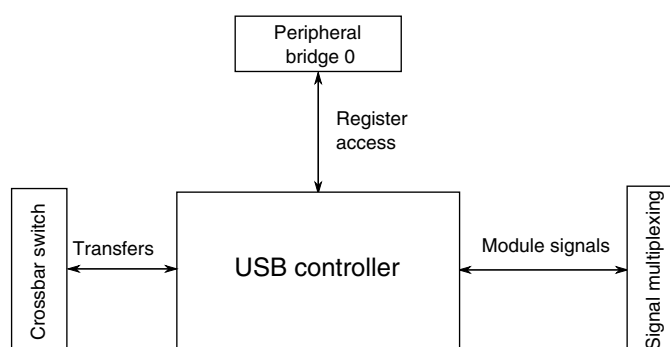 Peripheral
bridge 0
Register
access
Crossbar switch
Transfers
USB controller
Module signals
Signal multiplexing